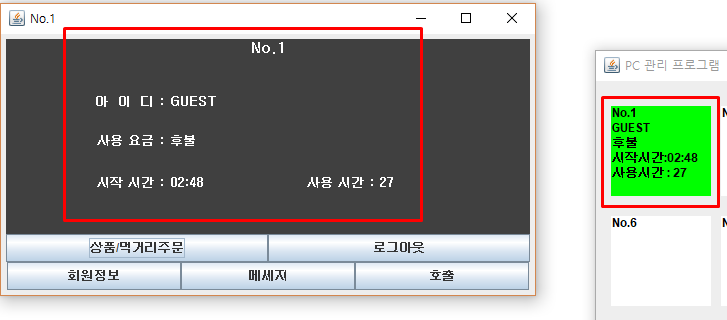 No.1
No.1
아 이 디 : GUEST
사용 요금 : 후불
시작 시간 : 02:48 사용 시간 : 27
상품/먹거리주문 로그아웃
회원정보 메세지 호출
PC 관리 프로그램
No.1
GUEST
후불
시작시간:02:48
사용시간 : 27
No.6